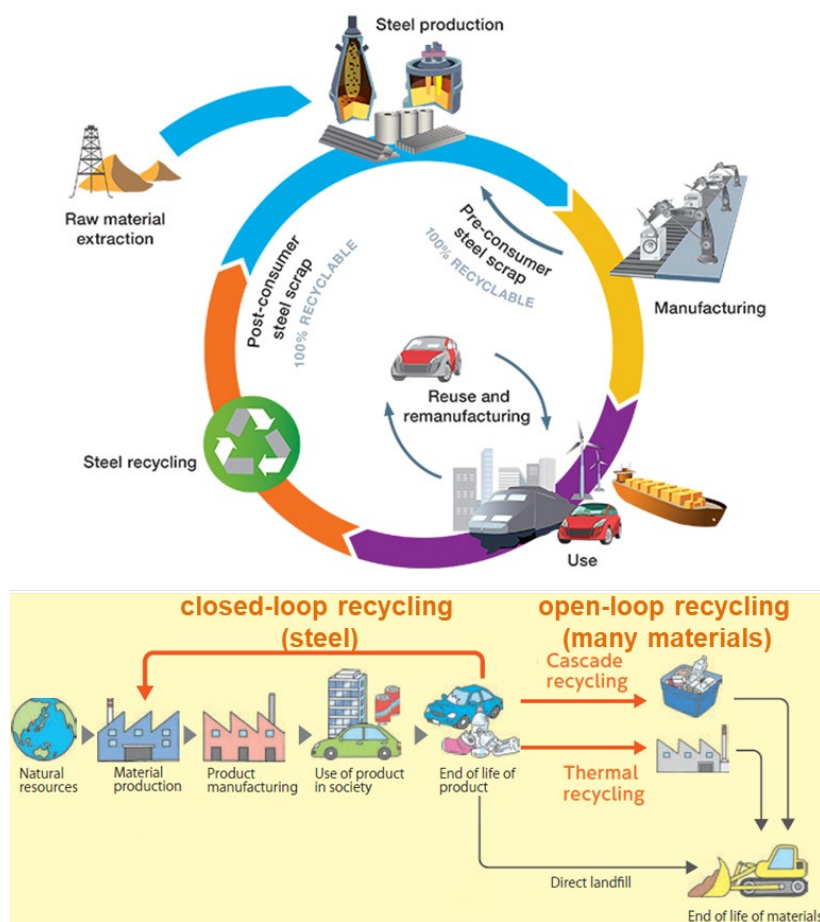 Steel production
Raw material
extraction
Pre-consumer
steel scrap
100% RECYCLABLE
Post-consumer
steel scrap
100% RECYCLABLE
Manufacturing
Reuse and
remanufacturing
Steel recycling
Use
closed-loop recycling
(steel)
open-loop recycling
(many materials)
Cascade
recycling
Natural
resources
Material
production
Product
manufacturing
Use of product
in society
End of life of
product
Thermal
recycling
Direct landfill
End of life of materials